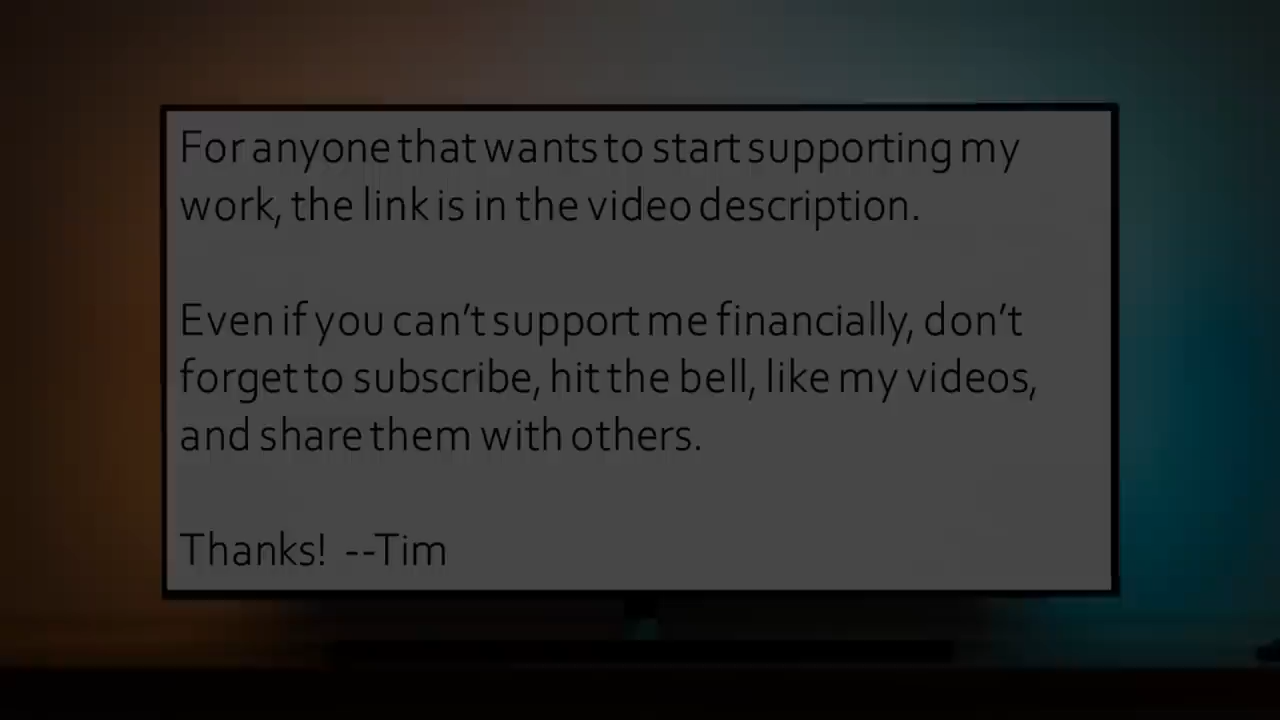 For anyone that wants to start supporting my
work, the link is in the video description.
Even if you can't support me financially, don't
forget to subscribe, hit the bell, like my videos,
and share them with others.
Thanks! --Tim